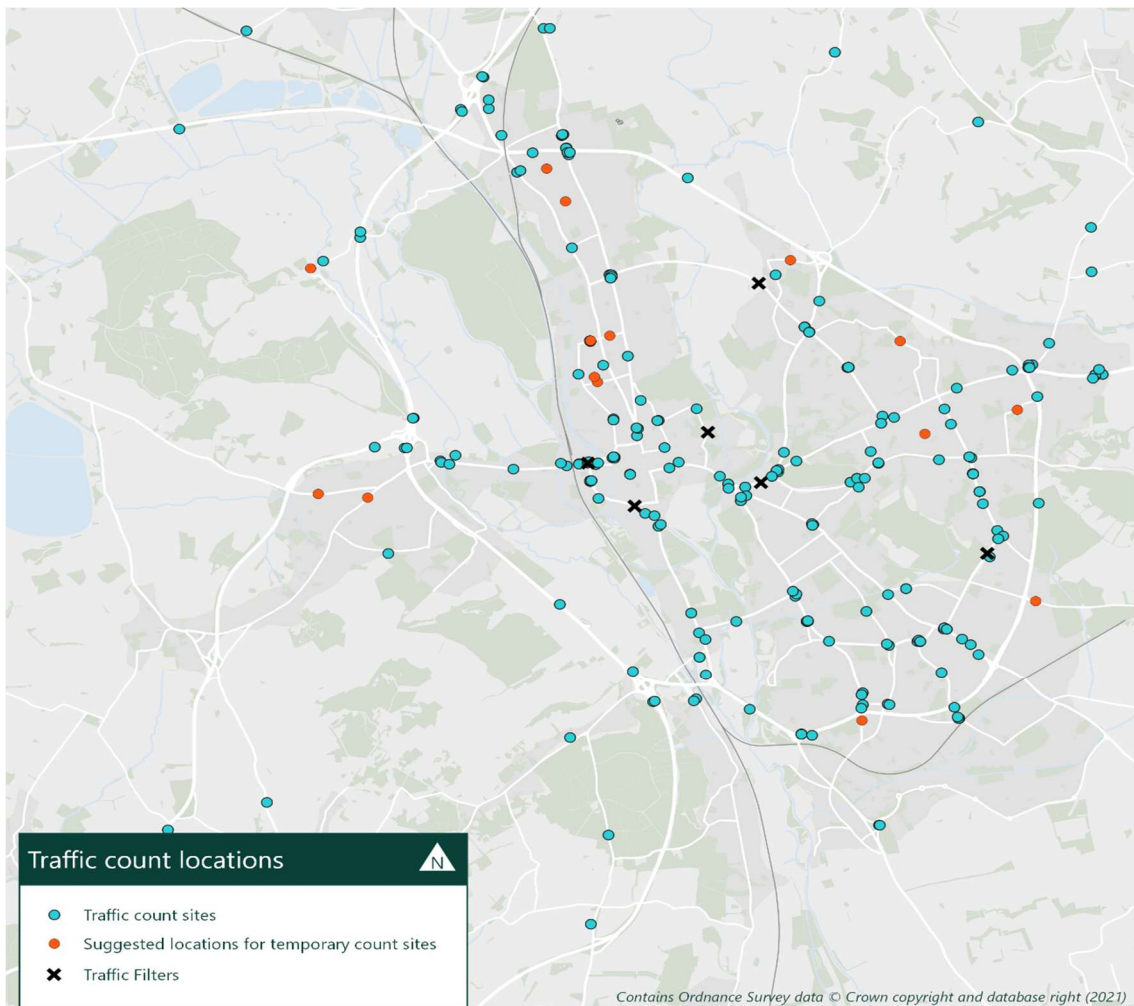 Traffic count locations
N
Traffic count sites
Suggested locations for temporary count sites
Traffic Filters
Contains Ordnance Survey data © Crown copyright and database right (2021)